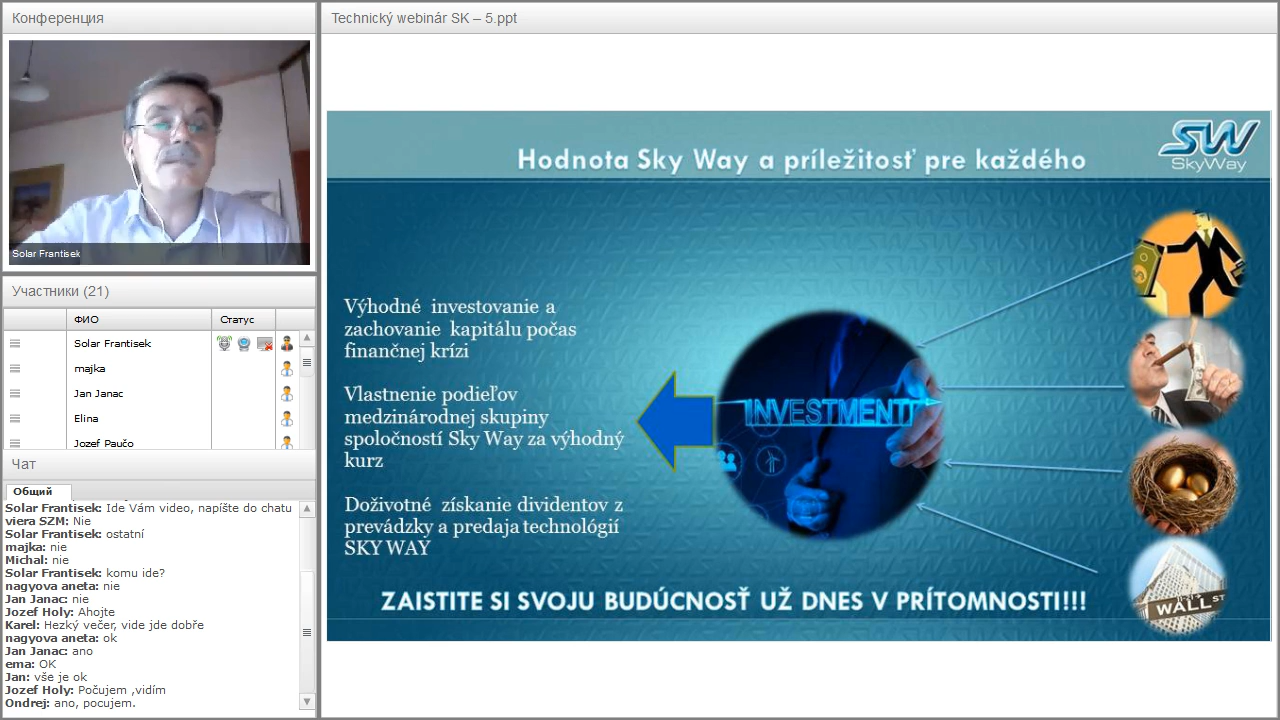 Конференция
Solar Frantisek
Участники (21)
ФИО
Статус
Solar Frantisek
majka
Jan Janac
Elina
Jozef Paučo
Чат
Общий
Solar Frantisek: Ide Vám video, napíšte do chatu
viera SZM: Nie
Solar Frantisek: ostatní
majka: nie
Michal: nie
Solar Frantisek: komu ide?
nagyova aneta: nie
Jan Janac: nie
Jozef Holy: Ahojte
Karel: Hezký večer, vide jde dobře
nagyova aneta: ok
Jan Janac: ano
ema: OK
Jan: vše je ok
Jozef Holy: Počujem ,vidím
Ondrej: ano, pocujem.
Technický webinár SK – 5.ppt
Hodnota Sky Way a príležitosť pre každého
SW
SkyWay
Výhodné investovanie a
zachovanie kapitálu počas
finančnej krízi
Vlastnenie podieľov
medzinárodnej skupiny
spoločností Sky Way za výhodný
kurz
Doživotné získanie dividentov z
prevádzky a predaja technológií
SKY WAY
INVESTMENT
WALL ST
ZAISTITE SI SVOJU BUDÚCNOSŤ UŽ DNES V PRÍTOMNOSTI!!!